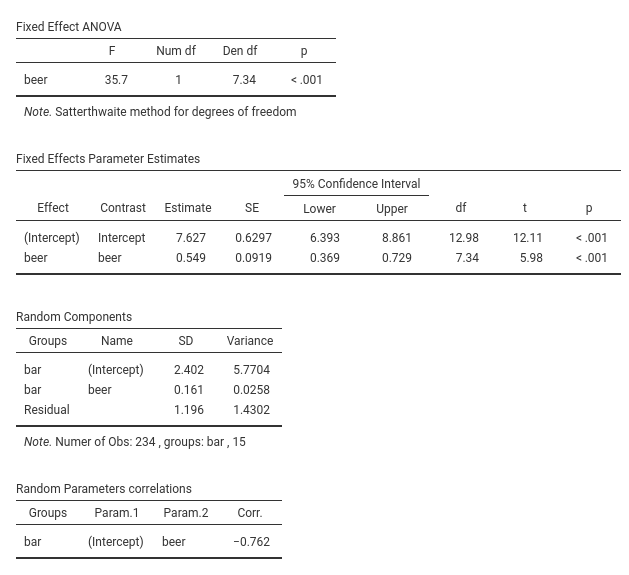 Fixed Effect ANOVA
F Num df Den df p
beer 35.7 1 7.34 < .001
Note. Satterthwaite method for degrees of freedom
Fixed Effects Parameter Estimates
95% Confidence Interval
Effect Contrast Estimate SE Lower Upper df t p
(Intercept) Intercept 7.627 0.6297 6.393 8.861 12.98 12.11 < .001
beer beer 0.549 0.0919 0.369 0.729 7.34 5.98 < .001
Random Components
Groups Name SD Variance
bar (Intercept) 2.402 5.7704
bar beer 0.161 0.0258
Residual 1.196 1.4302
Note. Numer of Obs: 234 , groups: bar , 15
Random Parameters correlations
Groups Param.1 Param.2 Corr.
bar (Intercept) beer −0.762